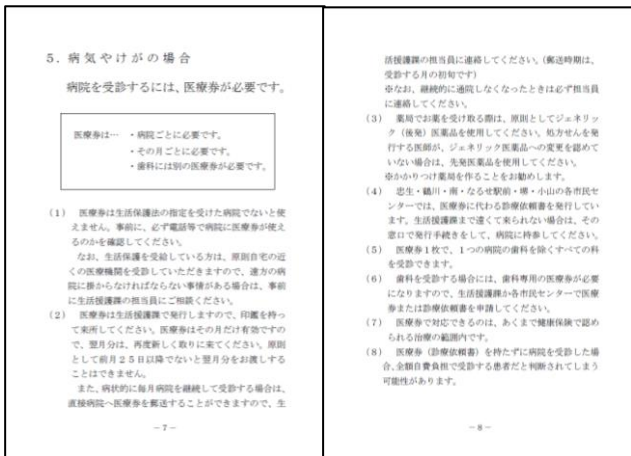 5．病気やけがの場合
病院を受診するには、医療券が必要です。
医療券は… ・病院ごとに必要です。
・その月ごとに必要です。
・歯科には別の医療券が必要です。
（1） 医療券は生活保護法の指定を受けた病院でないと使
えません。事前に、必ず電話等で病院に医療券が使え
るのかを確認してください。
なお、生活保護を受給している方は、原則自宅の近
くの医療機関を受診していただきますので、遠方の病
院に掛からなければならない事情がある場合は、事前
に生活援護課の担当員にご相談ください。
（2） 医療券は生活援護課で発行しますので、印鑑を持っ
て来所してください。医療券はその月だけ有効ですの
で、翌月分は、再度新しく取りに来てください。原則
として前月２５日以降でないと翌月分をお渡しする
ことはできません。
また、病状的に毎月病院を継続して受診する場合は、
直接病院へ医療券を郵送することができますので、生
－7－
活援護課の担当員に連絡してください。（郵送時期は、
受診する月の初旬です）
※なお、継続的に通院しなくなったときは必ず担当員
に連絡してください。
（3） 薬局でお薬を受け取る際は、原則としてジェネリッ
ク（後発）医薬品を使用してください。処方せんを発
行する医師が、ジェネリック医薬品への変更を認めて
いない場合は、先発医薬品を使用してください。
※かかりつけ薬局を作ることをお勧めします。
（4） 忠生・鶴川・南・なるせ駅前・堺・小山の各市民セ
ンターでは、医療券に代わる診療依頼書を発行してい
ます。生活援護課まで遠くて来られない場合は、その
窓口で発行手続きをして、病院に持参してください。
（5） 医療券１枚で、１つの病院の歯科を除くすべての科
を受診できます。
（6） 歯科を受診する場合には、歯科専用の医療券が必要
になりますので、生活援護課か各市民センターで医療
券または診療依頼書を申請してください。
（7） 医療券で対応できるのは、あくまで健康保険で認め
られる治療の範囲内です。
（8） 医療券（診療依頼書）を持たずに病院を受診した場
合、全額自費負担で受診する患者だと判断されてしまう
可能性があります。
－8－